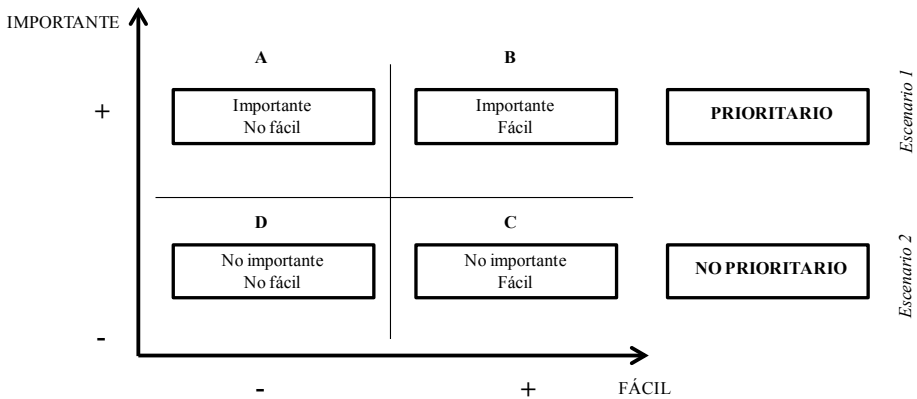 IMPORTANTE
A
B
+
Importante
No fácil
Importante
Fácil
PRIORITARIO
Escenario 1
D
C
No importante
No fácil
No importante
Fácil
NO PRIORITARIO
Escenario 2
-
-
+
FÁCIL